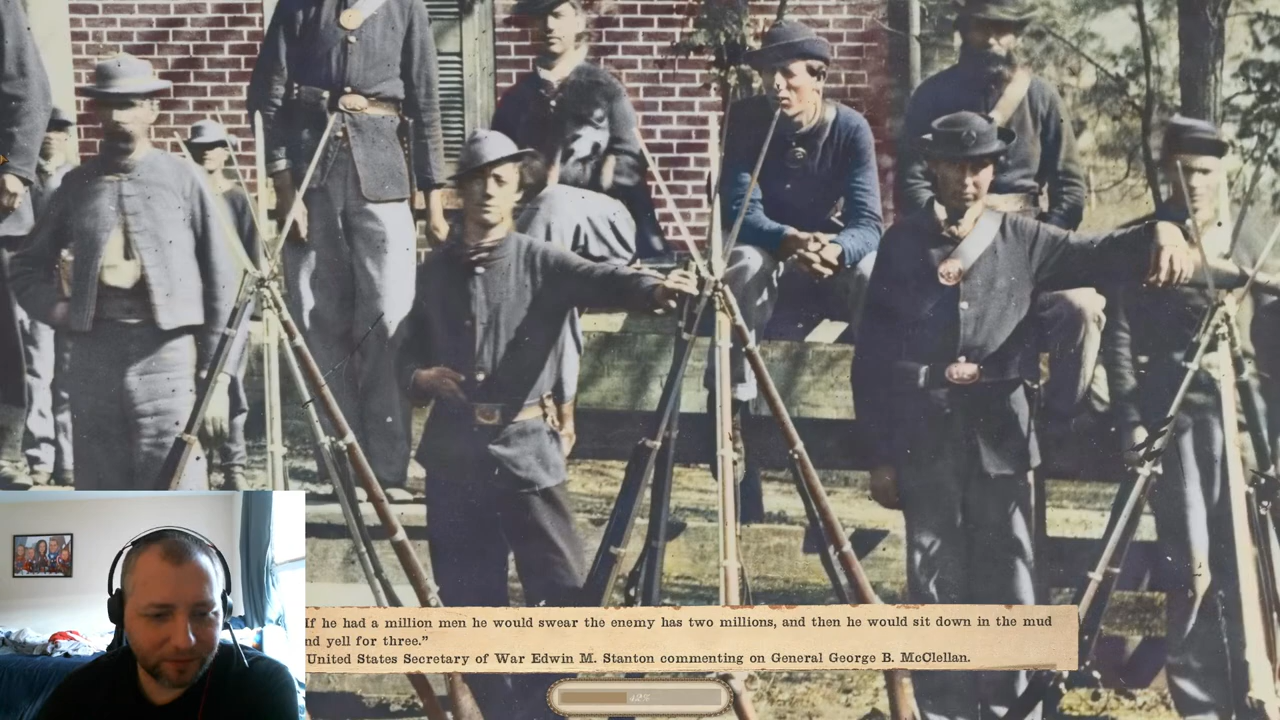 If he had a million men he would swear the enemy has two millions, and then he would sit down in the mud
nd yell for three."
United States Secretary of War Edwin M. Stanton commenting on General George B. McClellan.
42%